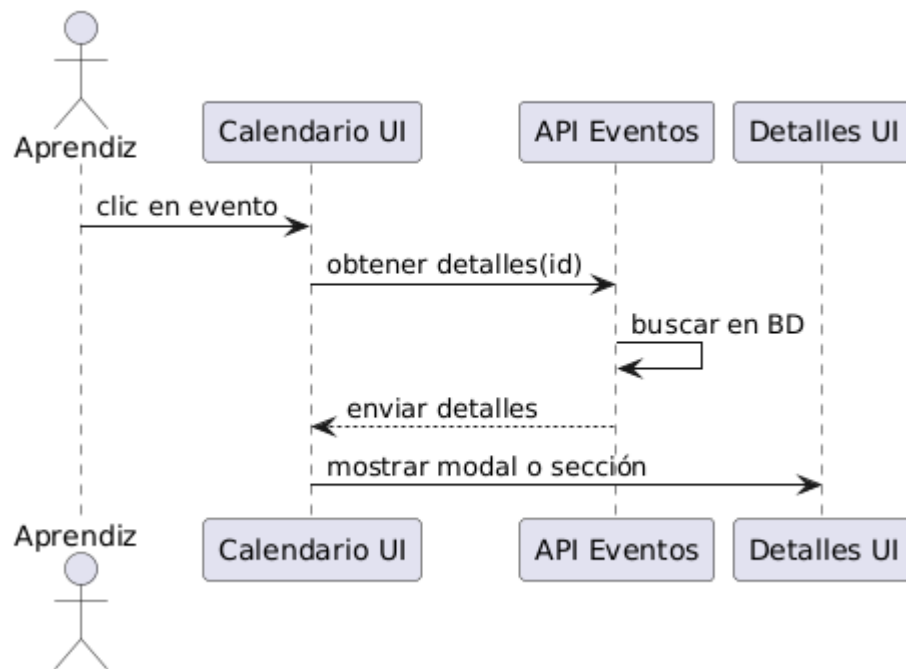 Aprendiz
Calendario UI
API Eventos
Detalles UI
clic en evento
obtener detalles(id)
buscar en BD
enviar detalles
mostrar modal o sección
Aprendiz
Calendario UI
API Eventos
Detalles UI